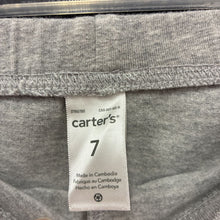 carter's
7
Made in Cambodia
Fabriqué au Cambodge
Hecho en Camboya